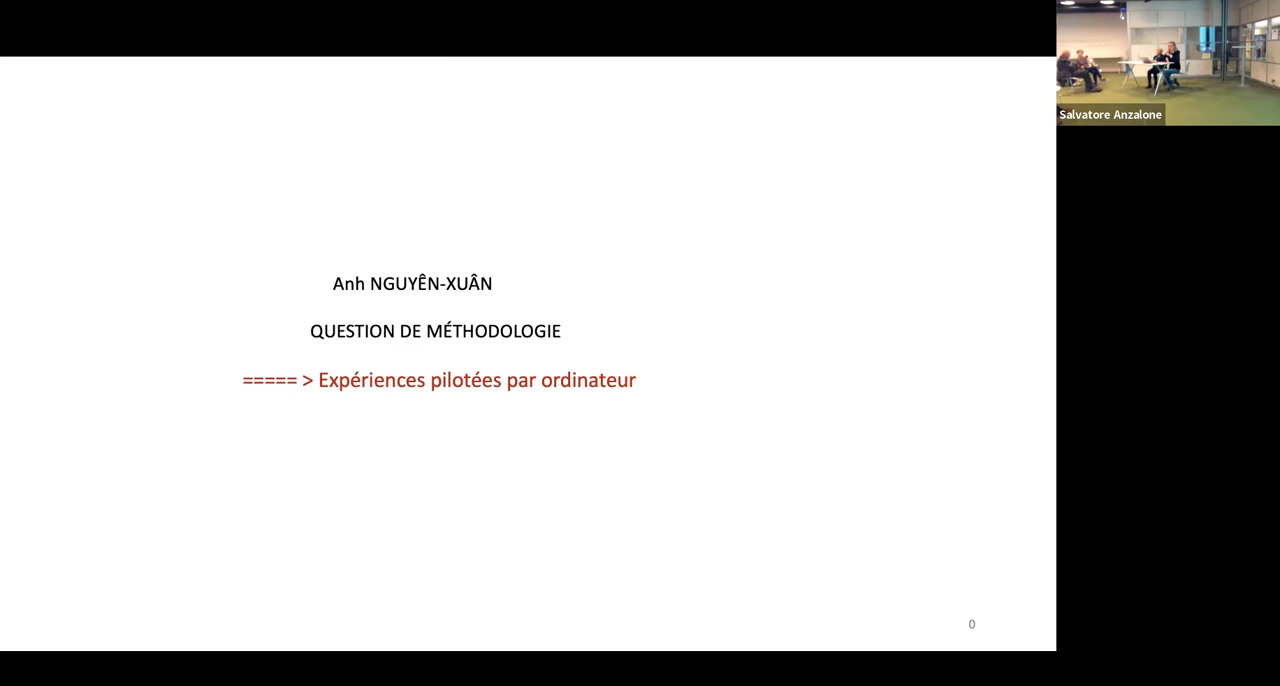 Salvatore Anzalone
Anh NGUYÊN-XUÂN
QUESTION DE MÉTHODOLOGIE
===== > Expériences pilotées par ordinateur
0